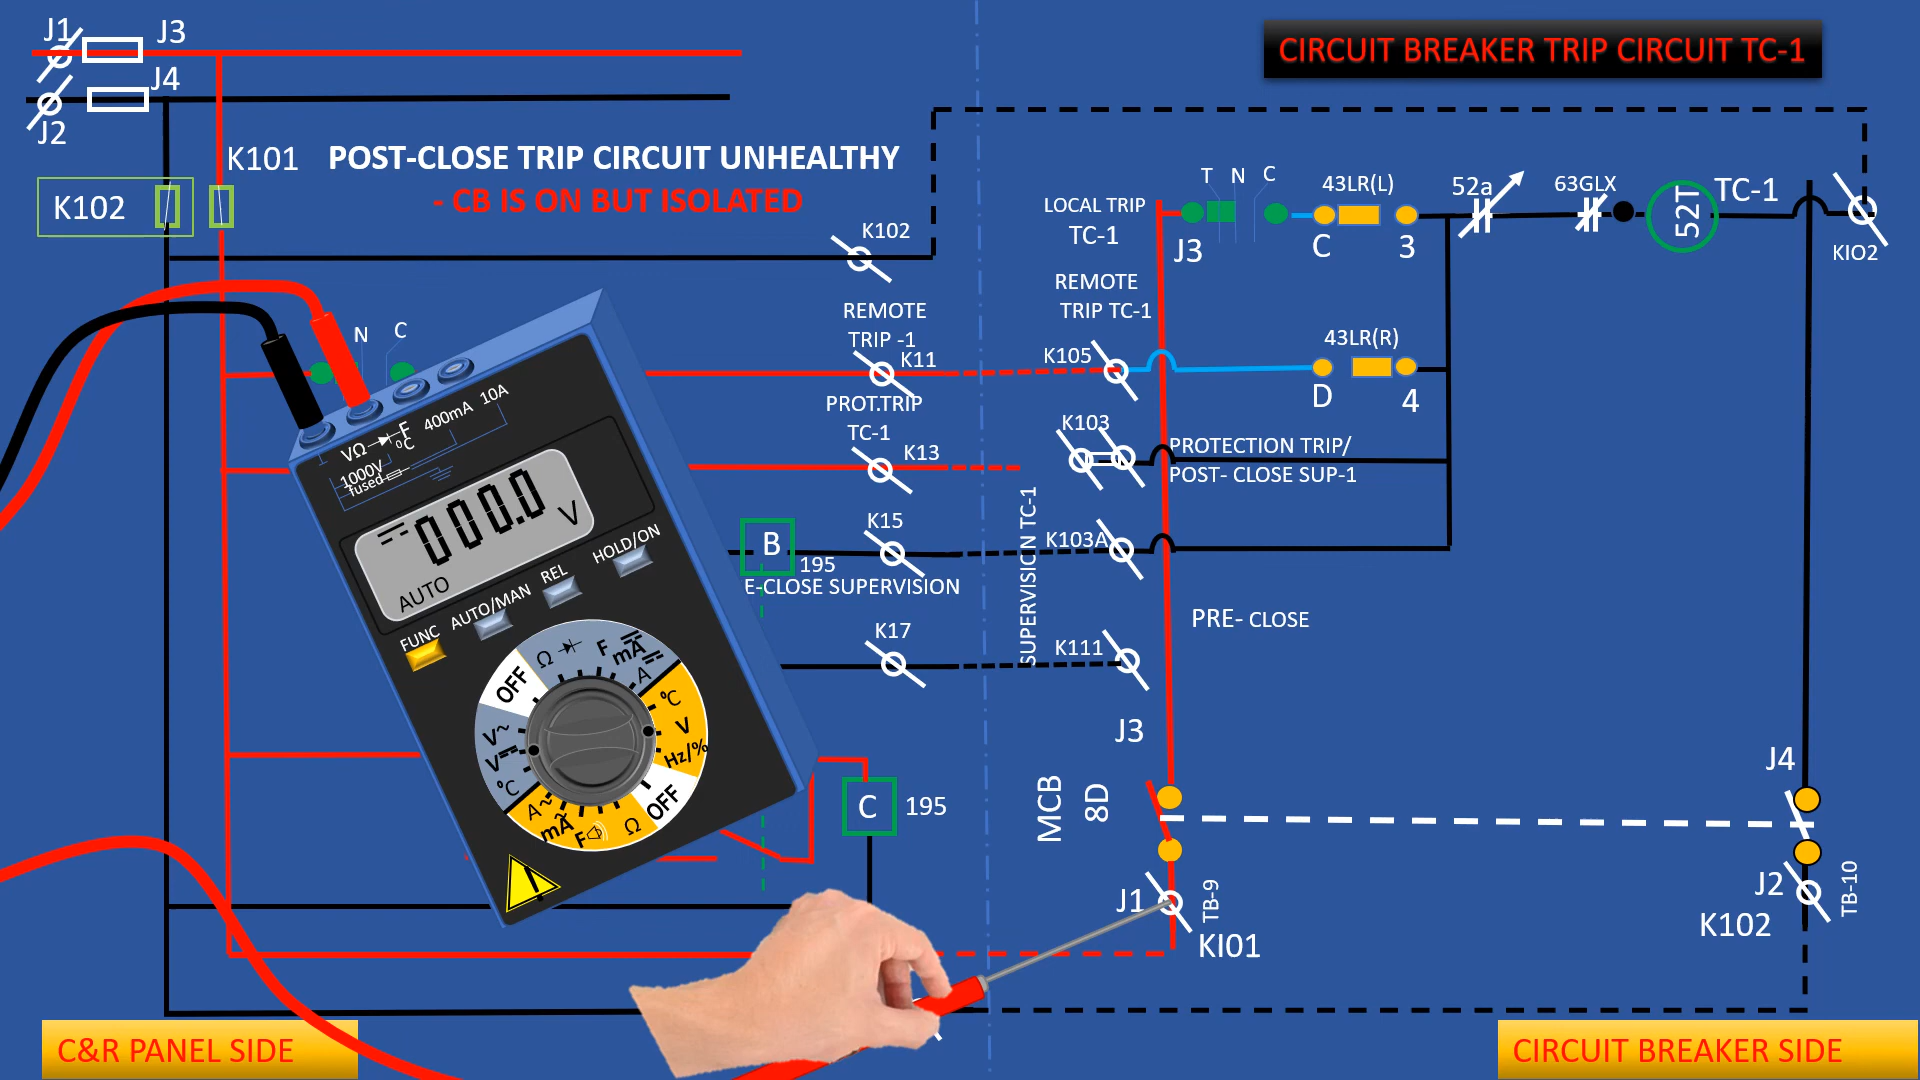 J1
J3
J4
J2
CIRCUIT BREAKER TRIP CIRCUIT TC-1
K101
K102
POST-CLOSE TRIP CIRCUIT UNHEALTHY
- CB IS ON BUT ISOLATED
K102
T N C
43LR(L)
52a
63GLX
TC-1
52T
LOCAL TRIP
TC-1
J3
C
3
KIO2
REMOTE
TRIP TC-1
REMOTE
TRIP -1
K11
K105
43LR(R)
D
4
N
C
PROT.TRIP
TC-1
K13
K103
PROTECTION TRIP/
POST- CLOSE SUP-1
VΩ
F
°C
400mA
10A
1000V
fused
000.0
V
AUTO
FUNC
AUTO/MAN
REL
HOLD/ON
B
195
K15
K103A
E-CLOSE SUPERVISION
SUPERVISION TC-1
PRE- CLOSE
K17
K111
OFF
Ω
F
mA
A
°C
V
Hz/%
OFF
Ω
F
mA
A~
°C
V
V~
C
195
J3
MCB
8D
J4
J1
TB-9
KI01
J2
TB-10
K102
C&R PANEL SIDE
CIRCUIT BREAKER SIDE